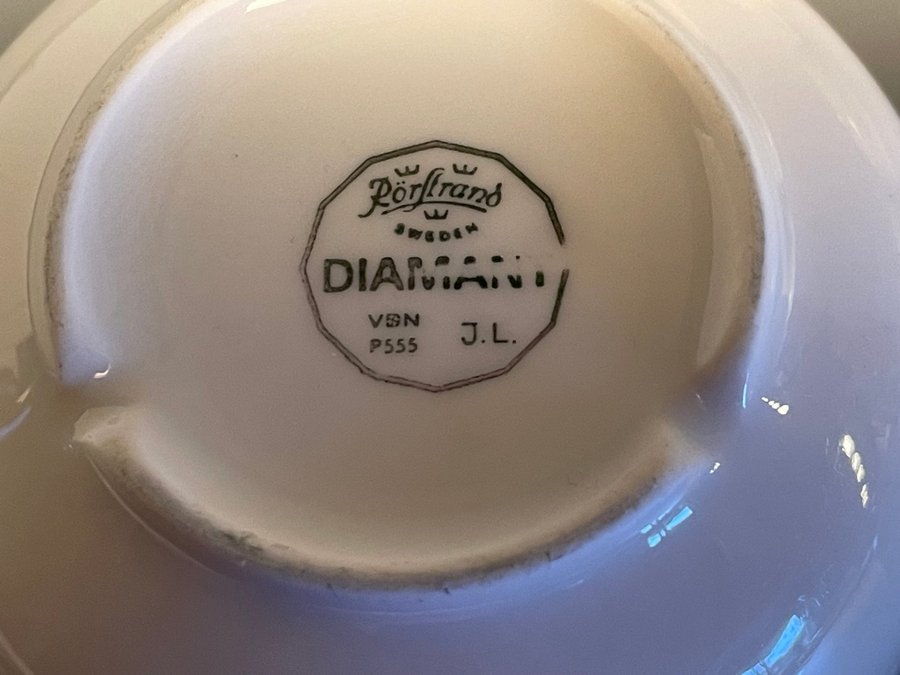 Rörstrand
SWEDEN
DIAMANT
VBN
P555
J.L.